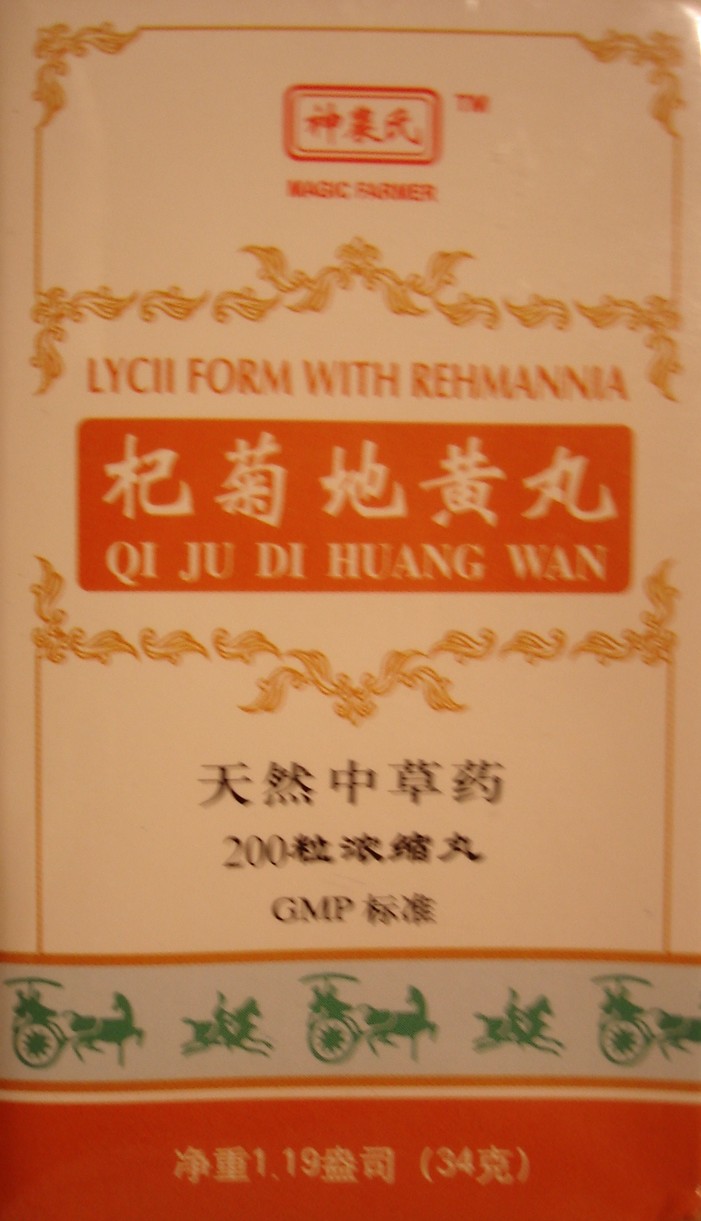 神农氏 TM
MAGIC FARMER
LYCII FORM WITH REHMANNIA
杞菊地黄丸
QI JU DI HUANG WAN
天然中草药
200粒浓缩丸
GMP 标准
净重1.19盎司（34克）